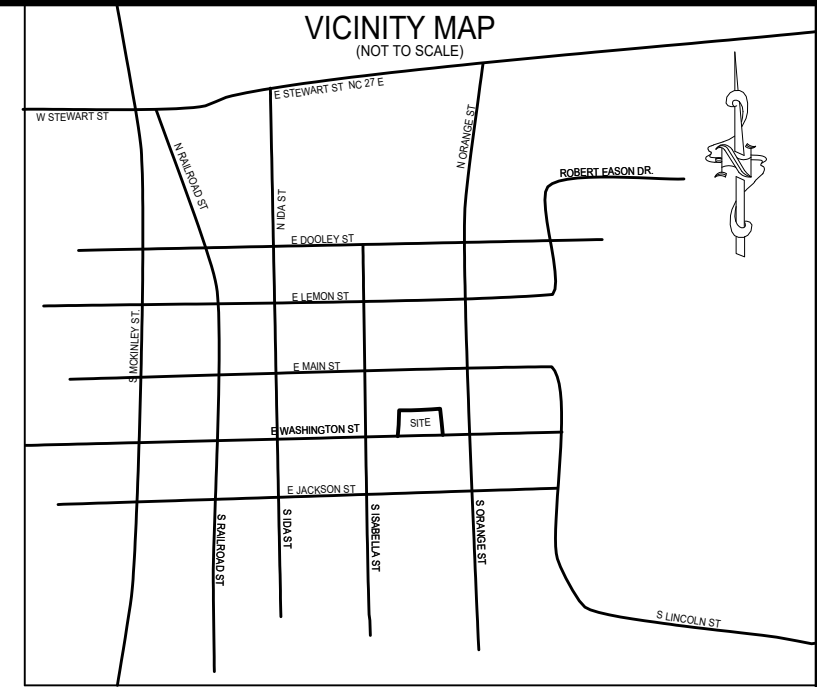 VICINITY MAP
(NOT TO SCALE)
E STEWART ST NC 27 E
W STEWART ST
N RAILROAD ST
N ORANGE ST
ROBERT EASON DR.
N IDA ST
E DOOLEY ST
E LEMON ST
S MCKINLEY ST.
E MAIN ST
SITE
E WASHINGTON ST
E JACKSON ST
S RAILROAD ST
S IDA ST
S ISABELLA ST
S ORANGE ST
S LINCOLN ST
N